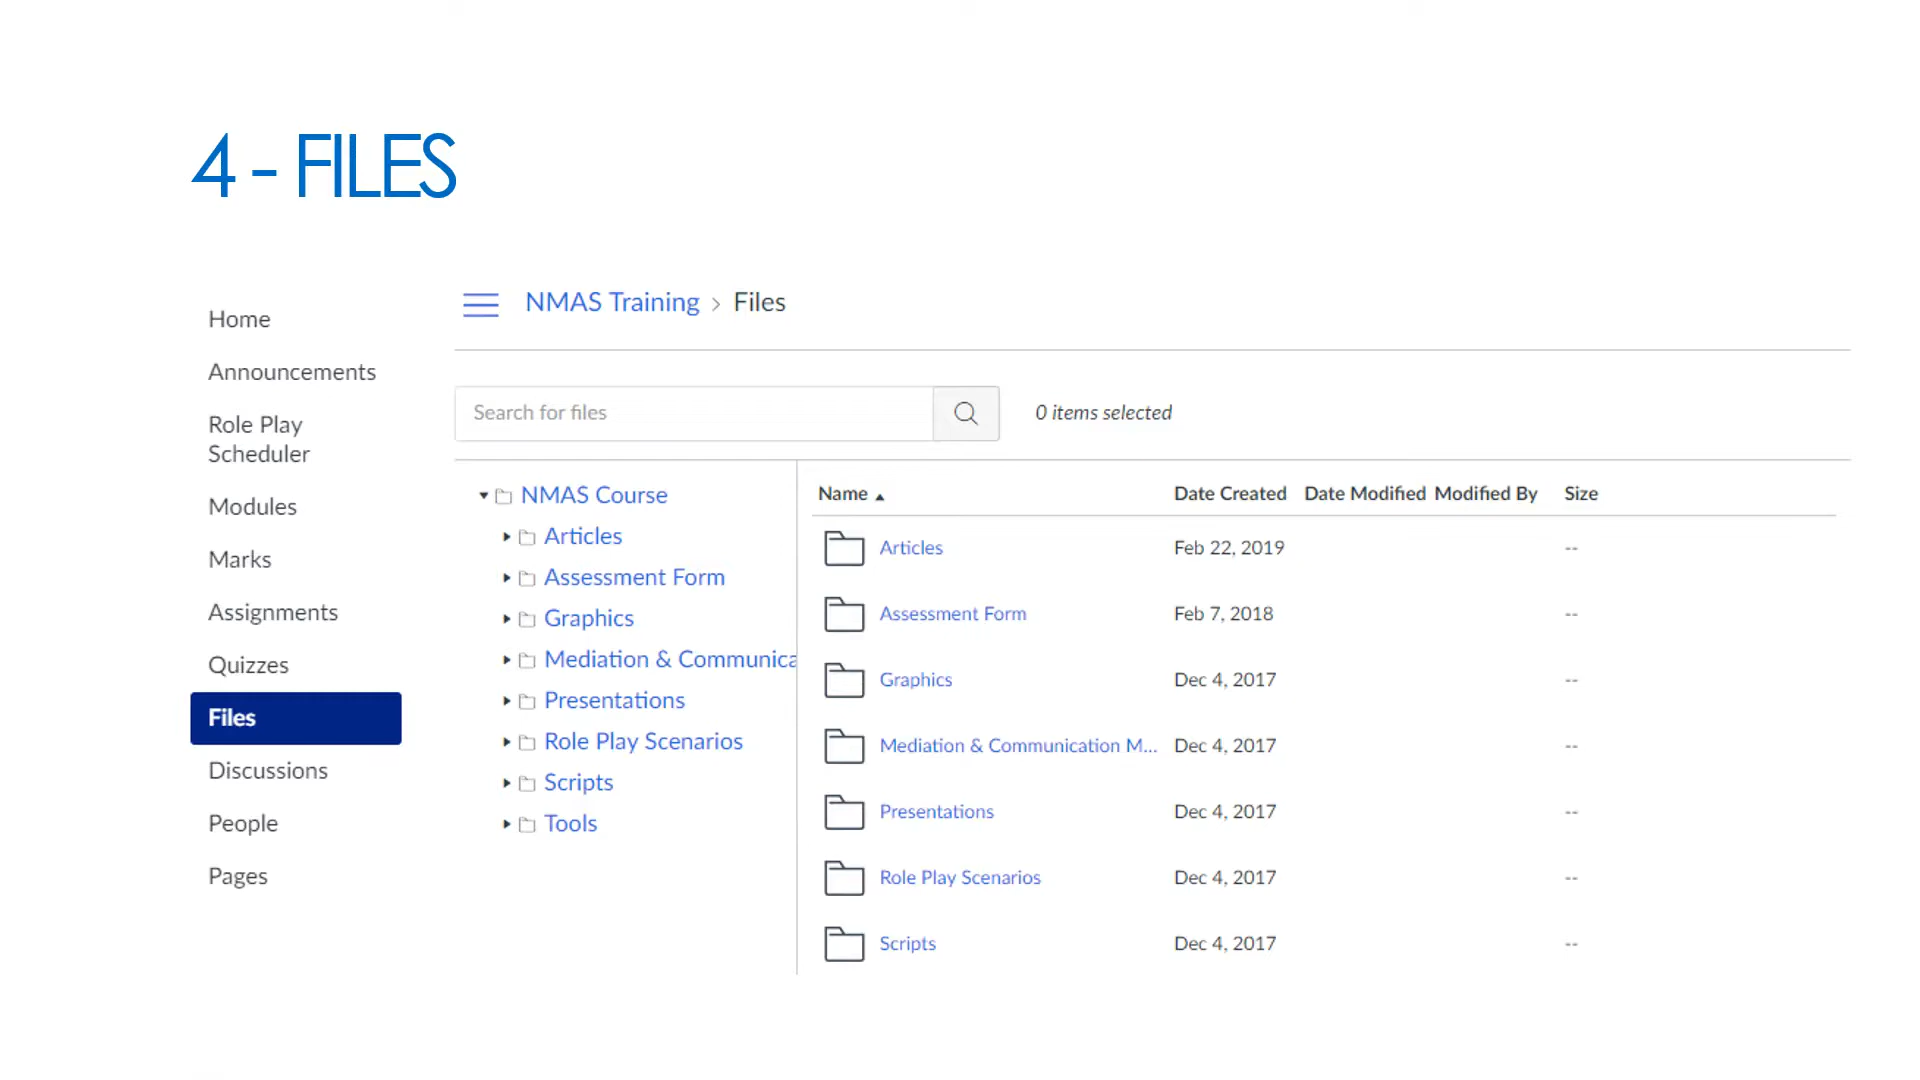 4 - FILES
Home
Announcements
Role Play
Scheduler
Modules
Marks
Assignments
Quizzes
Files
Discussions
People
Pages
NMAS Training > Files
Search for files
0 items selected
NMAS Course
Articles
Assessment Form
Graphics
Mediation & Communica
Presentations
Role Play Scenarios
Scripts
Tools
Name Date Created Date Modified Modified By Size
Articles Feb 22, 2019 --
Assessment Form Feb 7, 2018 --
Graphics Dec 4, 2017 --
Mediation & Communication M... Dec 4, 2017 --
Presentations Dec 4, 2017 --
Role Play Scenarios Dec 4, 2017 --
Scripts Dec 4, 2017 --